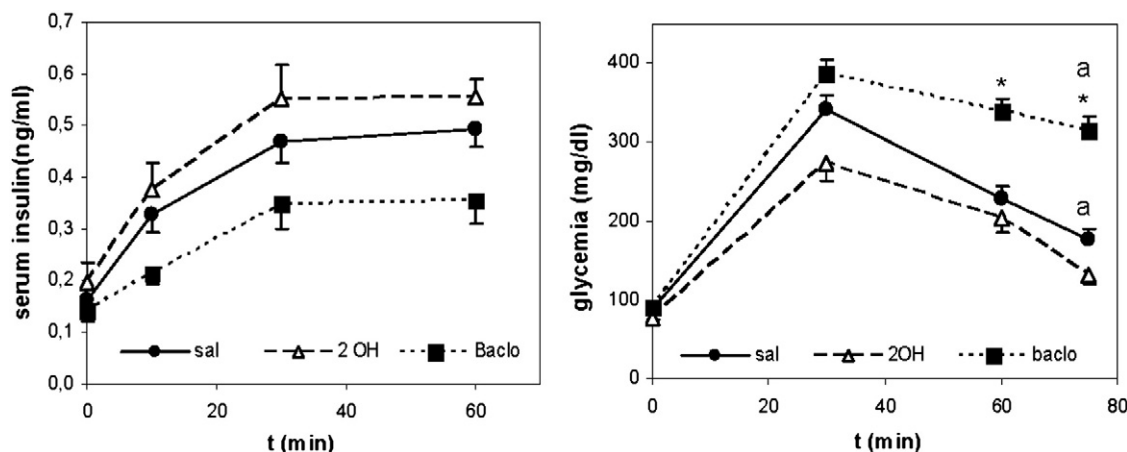 serum insulin(ng/ml)
0,7
0,6
0,5
0,4
0,3
0,2
0,1
0,0
sal 2 OH Baclo
0 20 40 60
t (min)
glycemia (mg/dl)
400
300
200
100
0
a
* *
a
sal 2OH baclo
0 20 40 60 80
t (min)